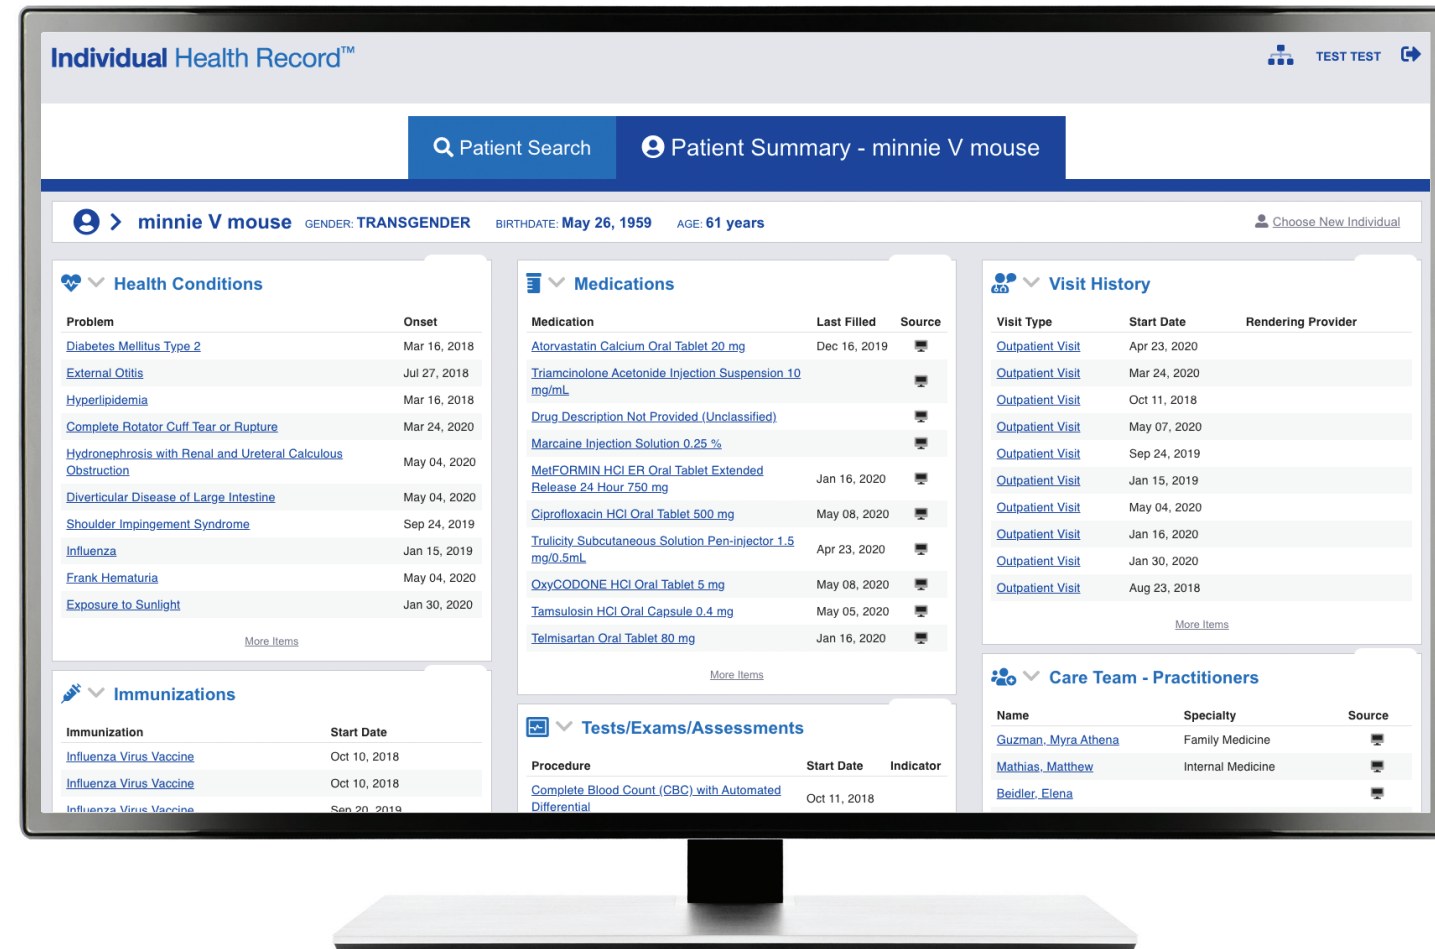 Individual Health Record™
TEST TEST
Patient Search
Patient Summary - minnie V mouse
minnie V mouse GENDER: TRANSGENDER BIRTHDATE: May 26, 1959 AGE: 61 years
Choose New Individual
Health Conditions
Problem Onset
Diabetes Mellitus Type 2 Mar 16, 2018
External Otitis Jul 27, 2018
Hyperlipidemia Mar 16, 2018
Complete Rotator Cuff Tear or Rupture Mar 24, 2020
Hydronephrosis with Renal and Ureteral Calculous
Obstruction May 04, 2020
Diverticular Disease of Large Intestine May 04, 2020
Shoulder Impingement Syndrome Sep 24, 2019
Influenza Jan 15, 2019
Frank Hematuria May 04, 2020
Exposure to Sunlight Jan 30, 2020
More Items
Immunizations
Immunization Start Date
Influenza Virus Vaccine Oct 10, 2018
Influenza Virus Vaccine Oct 10, 2018
Influenza Virus Vaccine Sep 20, 2019
Medications
Medication Last Filled Source
Atorvastatin Calcium Oral Tablet 20 mg Dec 16, 2019
Triamcinolone Acetonide Injection Suspension 10
mg/mL
Drug Description Not Provided (Unclassified)
Marcaine Injection Solution 0.25 %
MetFORMIN HCl ER Oral Tablet Extended
Release 24 Hour 750 mg Jan 16, 2020
Ciprofloxacin HCl Oral Tablet 500 mg May 08, 2020
Trulicity Subcutaneous Solution Pen-injector 1.5
mg/0.5mL Apr 23, 2020
OxyCODONE HCl Oral Tablet 5 mg May 08, 2020
Tamsulosin HCl Oral Capsule 0.4 mg May 05, 2020
Telmisartan Oral Tablet 80 mg Jan 16, 2020
More Items
Tests/Exams/Assessments
Procedure Start Date Indicator
Complete Blood Count (CBC) with Automated
Differential Oct 11, 2018
Visit History
Visit Type Start Date Rendering Provider
Outpatient Visit Apr 23, 2020
Outpatient Visit Mar 24, 2020
Outpatient Visit Oct 11, 2018
Outpatient Visit May 07, 2020
Outpatient Visit Sep 24, 2019
Outpatient Visit Jan 15, 2019
Outpatient Visit May 04, 2020
Outpatient Visit Jan 16, 2020
Outpatient Visit Jan 30, 2020
Outpatient Visit Aug 23, 2018
More Items
Care Team - Practitioners
Name Specialty Source
Guzman, Myra Athena Family Medicine
Mathias, Matthew Internal Medicine
Beidler, Elena